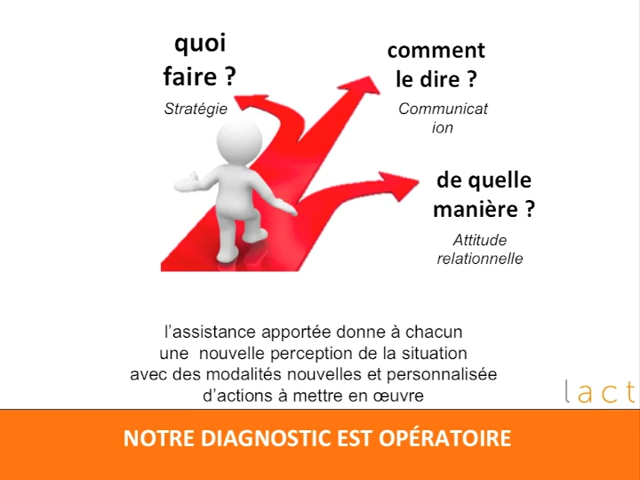 quoi
faire ?
Stratégie
comment
le dire ?
Communicat
ion
de quelle
manière ?
Attitude
relationnelle
l’assistance apportée donne à chacun
une  nouvelle perception de la situation
avec des modalités nouvelles et personnalisée
d’actions à mettre en œuvre
lact
NOTRE DIAGNOSTIC EST OPÉRATOIRE